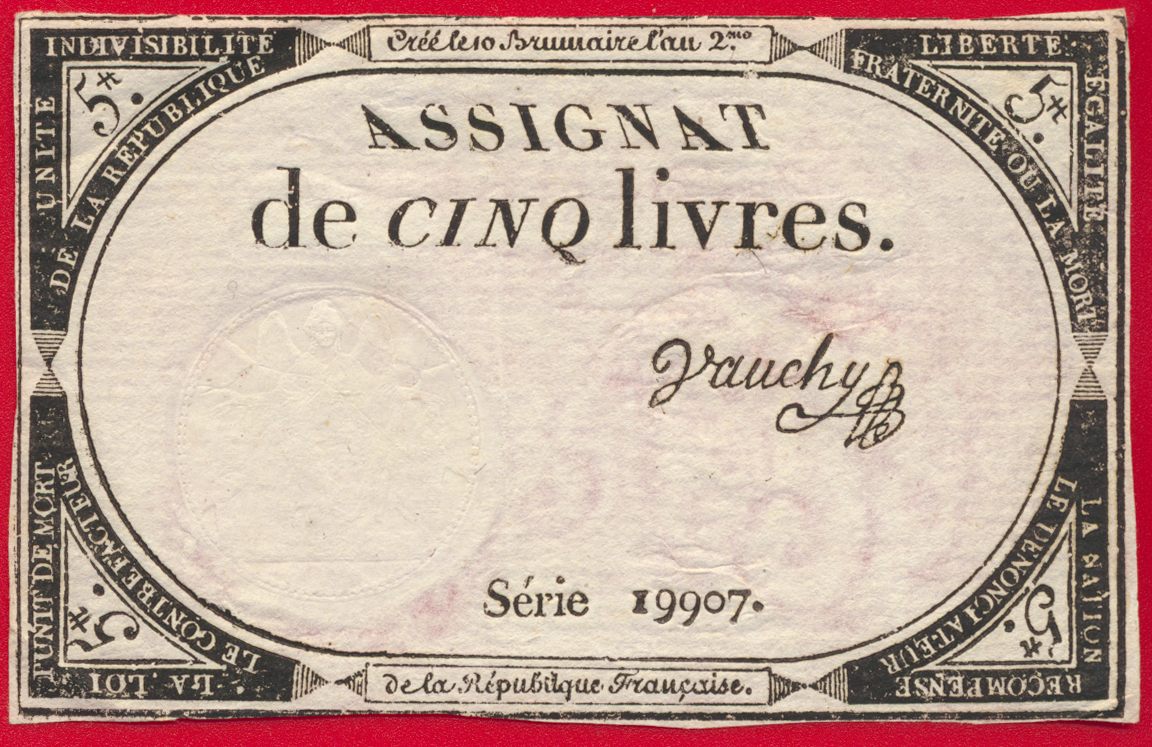 Créé le 10 Brumaire l'an 2.me
UNITÉ INDIVISIBILITÉ
DE LA RÉPUBLIQUE
5#
LIBERTÉ ÉGALITÉ
FRATERNITÉ OU LA MORT
5#
ASSIGNAT
de CINQ livres.
Vauchy
Série 19907.
LA LOI PUNIT DE MORT
LE CONTREFACTEUR
5#
LA NATION RECOMPENSE
LE DENONCIATEUR
5#
de la République Française.